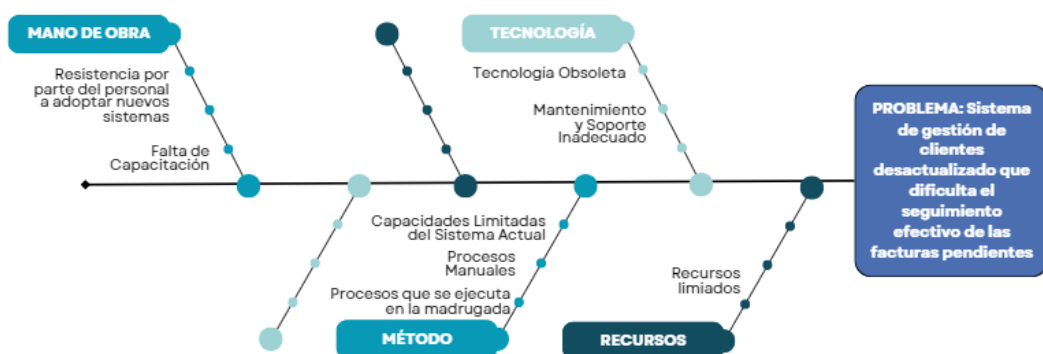 MANO DE OBRA
Resistencia por
parte del personal
a adoptar nuevos
sistemas
Falta de
Capacitación
TECNOLOGÍA
Tecnología Obsoleta
Mantenimiento
y Soporte
Inadecuado
PROBLEMA: Sistema
de gestión de
clientes
desactualizado que
dificulta el
seguimiento
efectivo de las
facturas pendientes
Capacidades Limitadas
del Sistema Actual
Procesos
Manuales
Procesos que se ejecuta
en la madrugada
MÉTODO
Recursos
limiados
RECURSOS